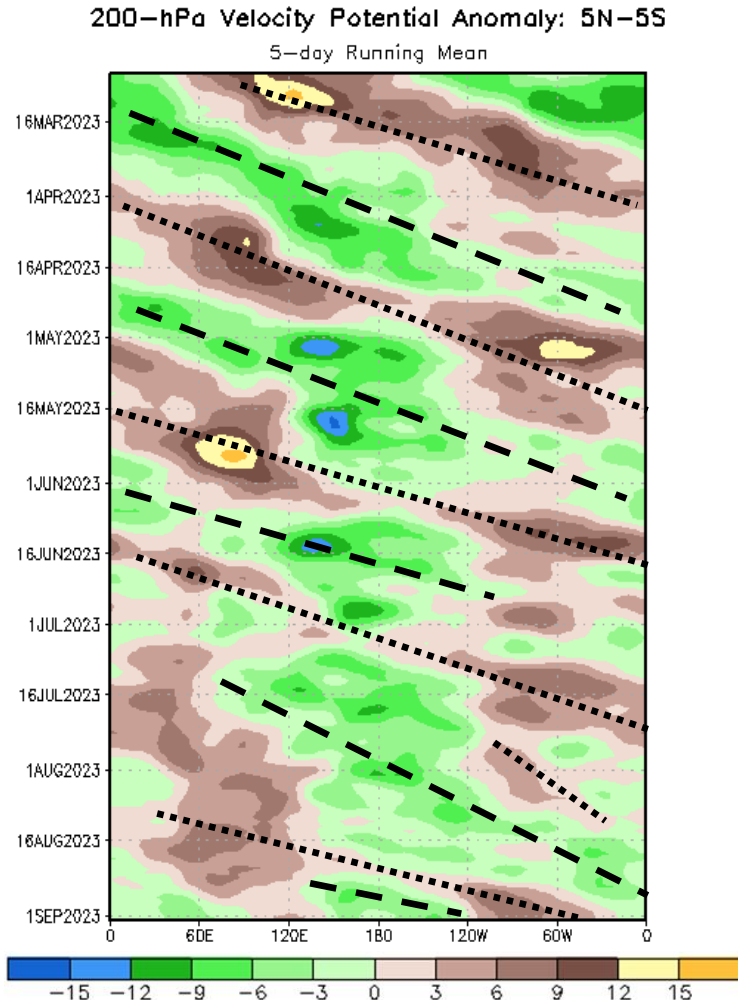 200-hPa Velocity Potential Anomaly: 5N-5S
5-day Running Mean
16MAR2023
1APR2023
16APR2023
1MAY2023
16MAY2023
1JUN2023
16JUN2023
1JUL2023
16JUL2023
1AUG2023
16AUG2023
1SEP2023
0 60E 120E 180 120W 60W 0
-15 -12 -9 -6 -3 0 3 6 9 12 15